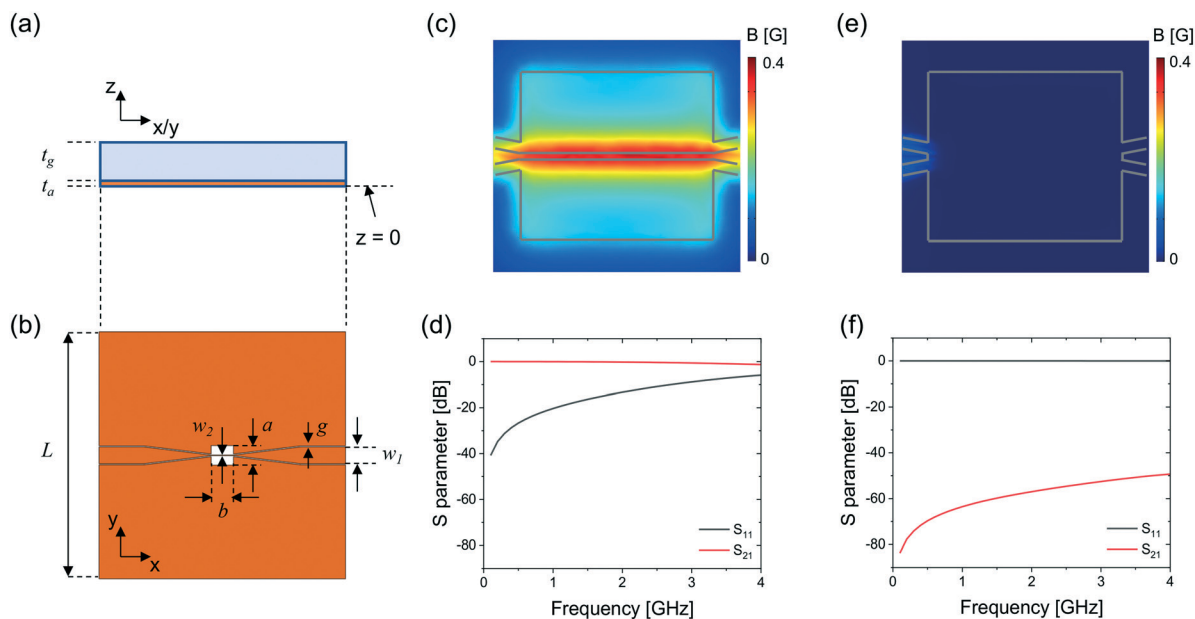 (a)
z
x/y
t_g
t_a
z = 0
(b)
L
w_2
a
g
w_1
b
y
x
(c)
B [G]
0.4
0
(d)
S parameter [dB]
0
-20
-40
-60
-80
S_11
S_21
0 1 2 3 4
Frequency [GHz]
(e)
B [G]
0.4
0
(f)
S parameter [dB]
0
-20
-40
-60
-80
S_11
S_21
0 1 2 3 4
Frequency [GHz]